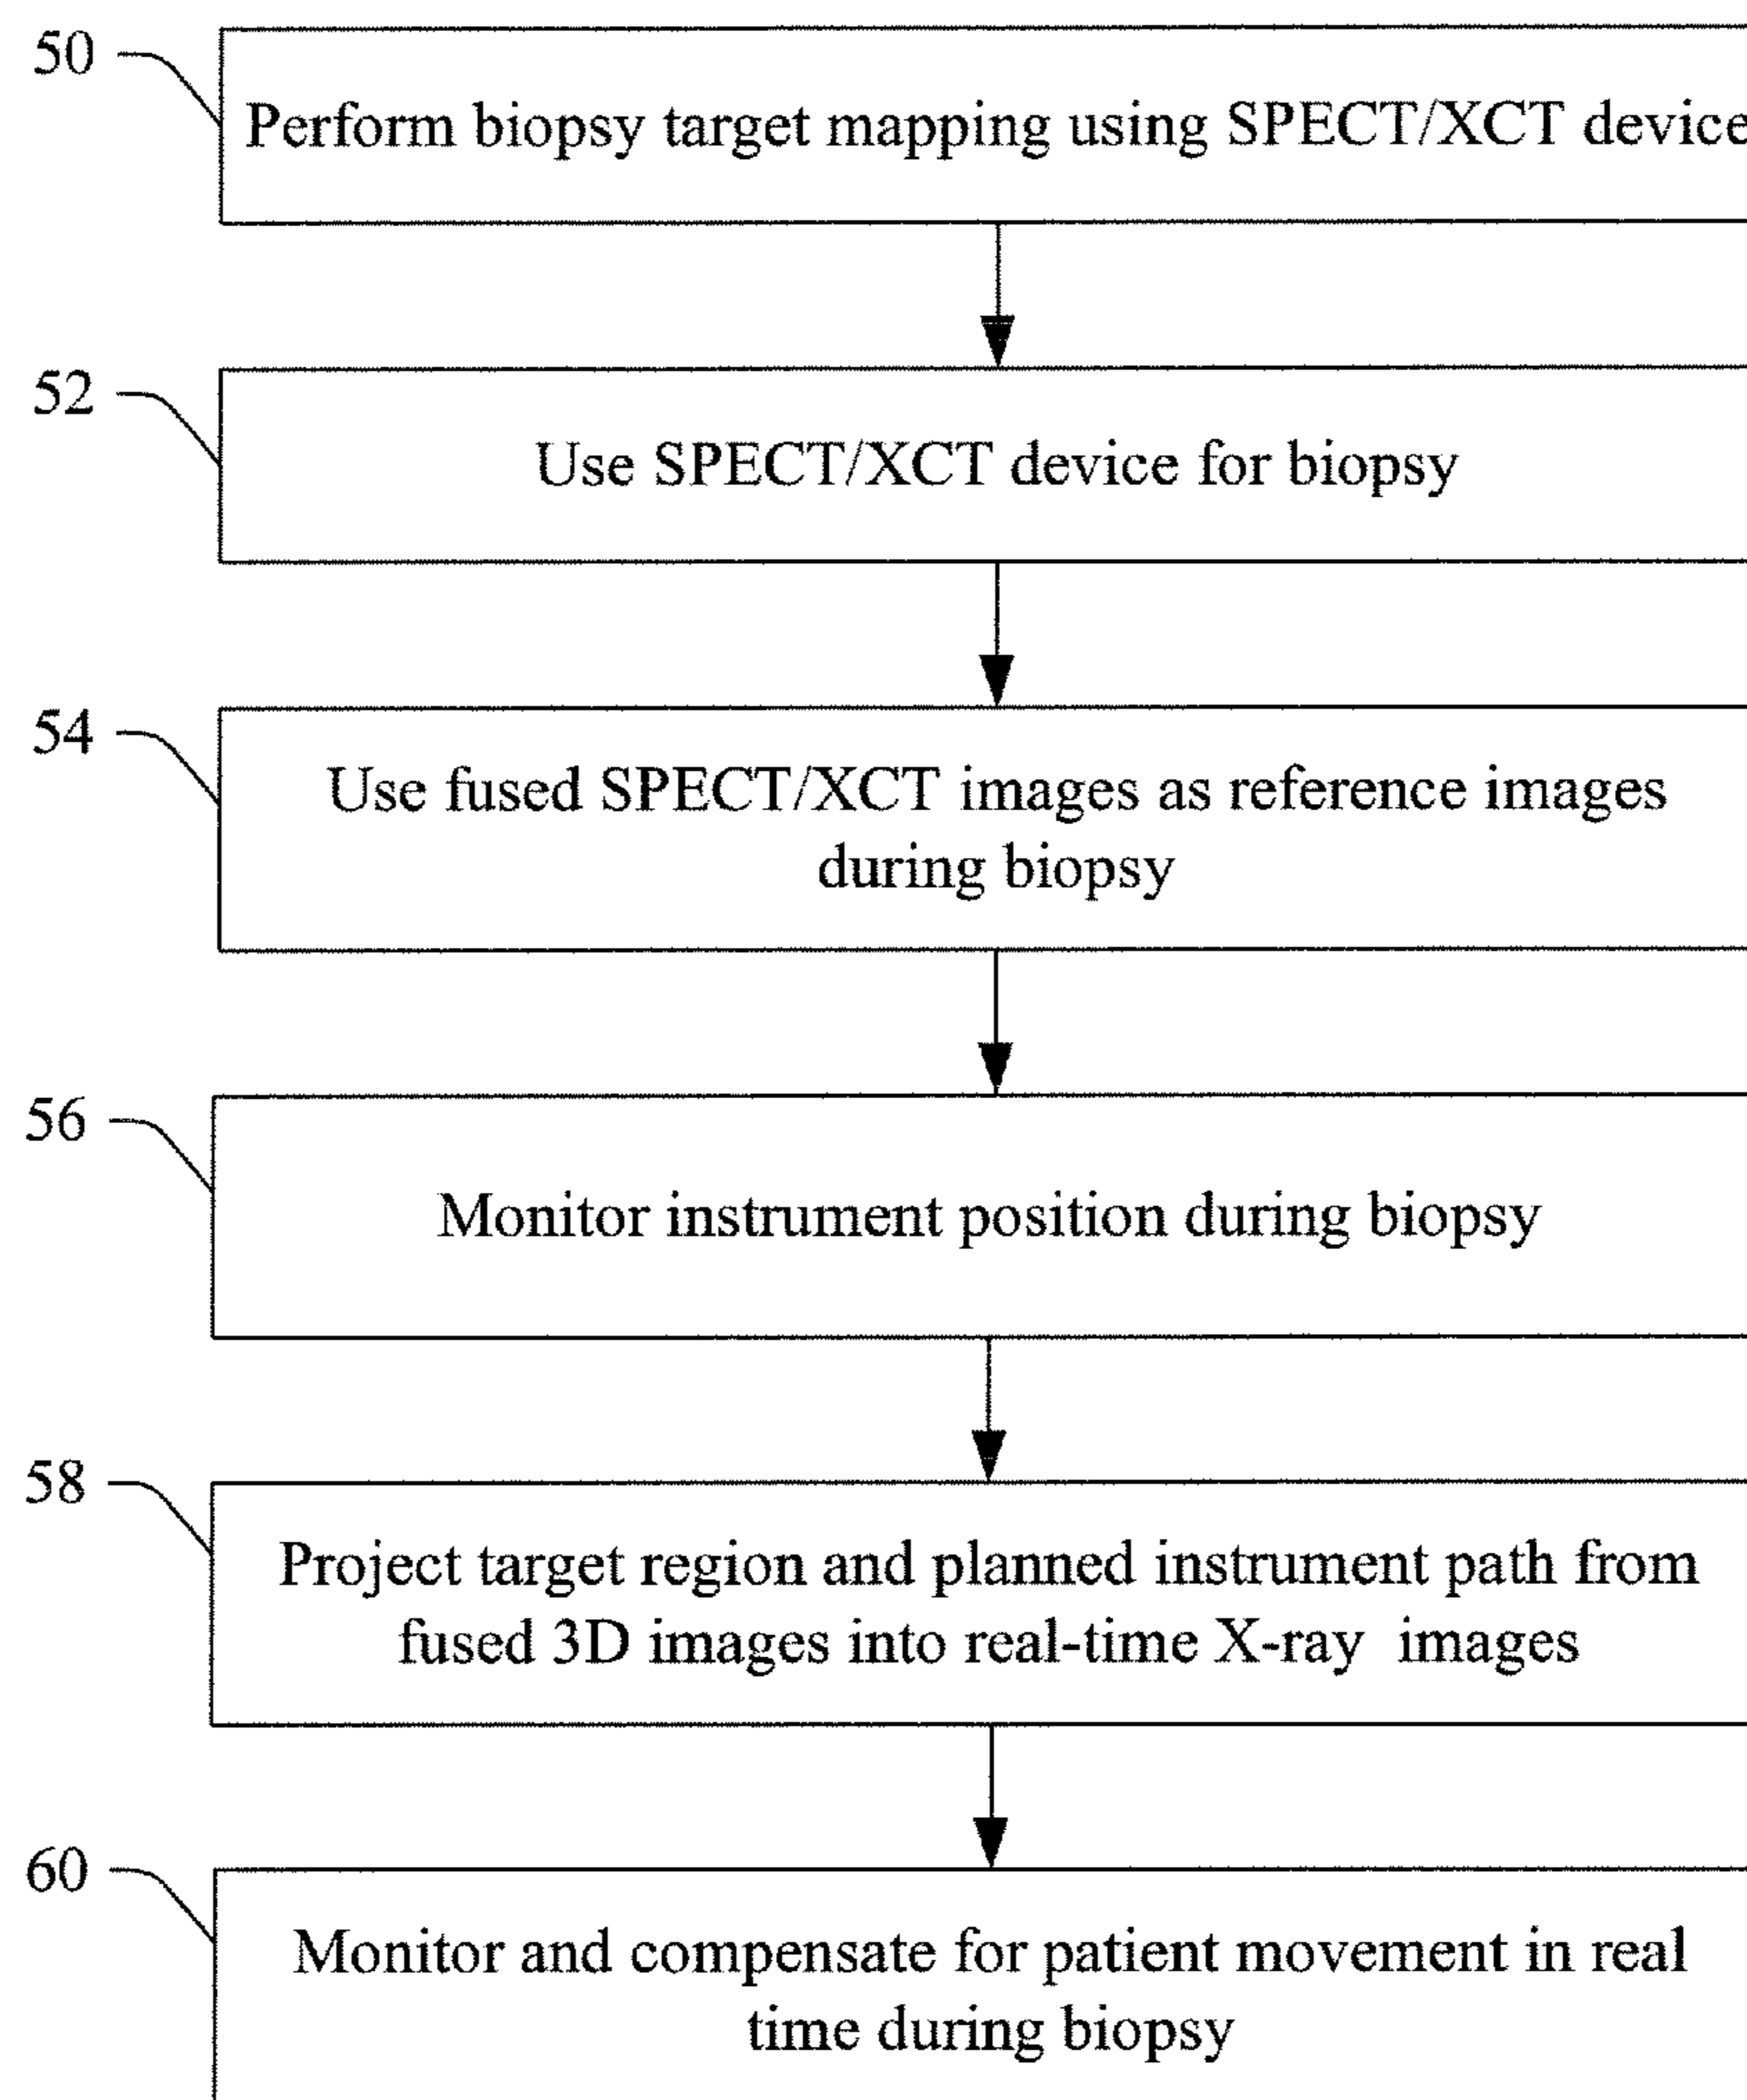 50
Perform biopsy target mapping using SPECT/XCT device
52
Use SPECT/XCT device for biopsy
54
Use fused SPECT/XCT images as reference images
during biopsy
56
Monitor instrument position during biopsy
58
Project target region and planned instrument path from
fused 3D images into real-time X-ray images
60
Monitor and compensate for patient movement in real
time during biopsy